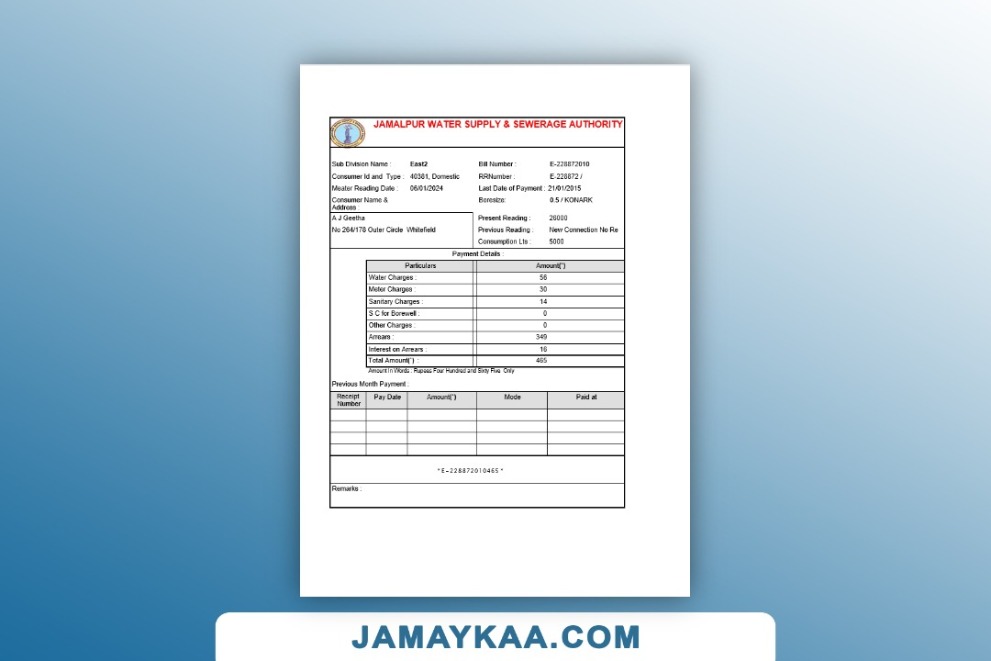 JAMALPUR WATER SUPPLY & SEWERAGE AUTHORITY
Sub Division Name : East2 Bill Number : E-228872010
Consumer Id and Type : 40381, Domestic RRNumber : E-228872 /
Meater Reading Date : 06/01/2024 Last Date of Payment : 21/01/2015
Consumer Name & Boresize: 0.5 / KONARK
Address :
A J Geetha Present Reading : 26000
No 264/178 Outer Circle Whitefield Previous Reading : New Connection No Re
Consumption Lts : 5000
Payment Details :
Particulars Amount(")
Water Charges : 56
Meter Charges : 30
Sanitary Charges : 14
S C for Borewell : 0
Other Charges : 0
Arrears : 349
Interest on Arrears : 16
Total Amount(") : 465
Amount In Words : Rupees Four Hundred and Sixty Five Only
Previous Month Payment :
Receipt Number Pay Date Amount(") Mode Paid at
*E-228872010465*
Remarks :
JAMAYKAA.COM